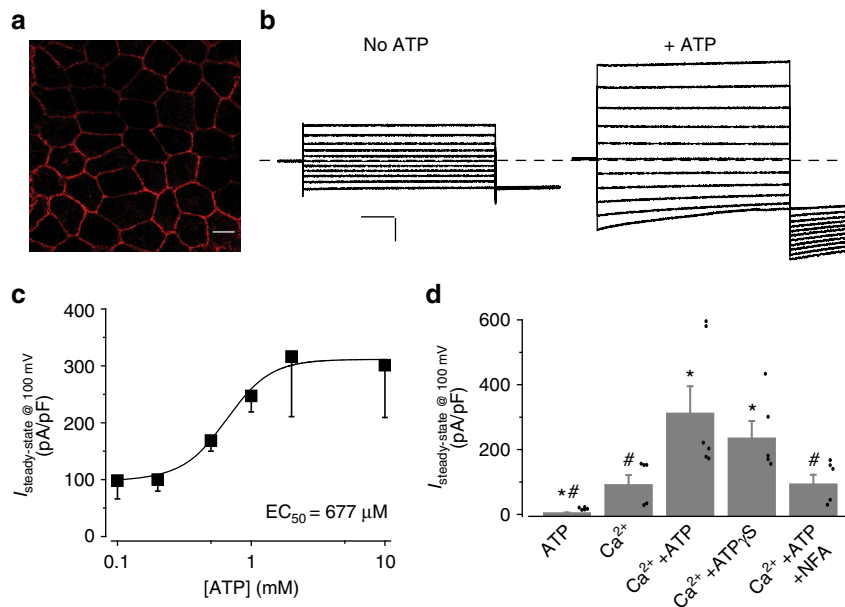 a
b
No ATP
+ ATP
c
I steady-state @ 100 mV
(pA/pF)
400
300
200
100
0
0.1
1
10
[ATP] (mM)
EC50 = 677 μM
d
I steady-state @ 100 mV
(pA/pF)
600
400
200
0
*#
#
*
*
#
ATP
Ca2+
Ca2+ +ATP
Ca2+ +ATPγS
Ca2+ +ATP
+NFA